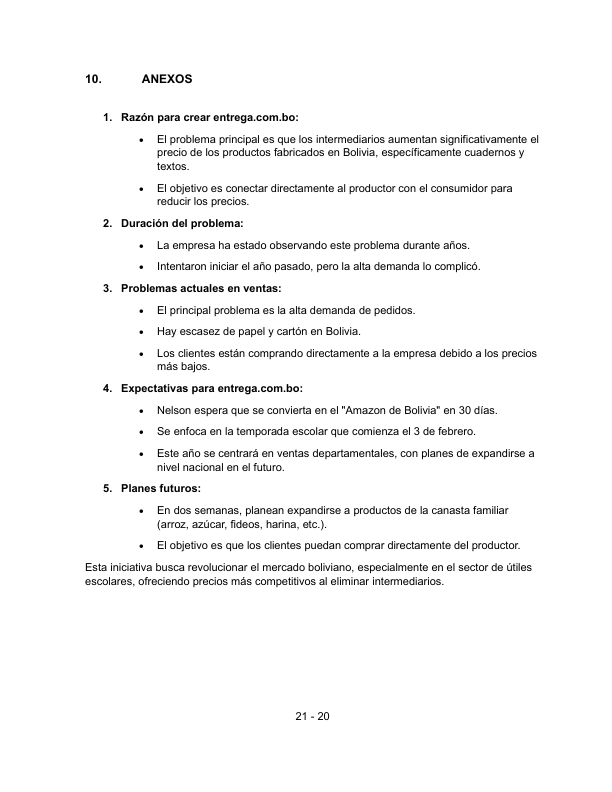 10. ANEXOS
1. Razón para crear entrega.com.bo:
• El problema principal es que los intermediarios aumentan significativamente el
precio de los productos fabricados en Bolivia, específicamente cuadernos y
textos.
• El objetivo es conectar directamente al productor con el consumidor para
reducir los precios.
2. Duración del problema:
• La empresa ha estado observando este problema durante años.
• Intentaron iniciar el año pasado, pero la alta demanda lo complicó.
3. Problemas actuales en ventas:
• El principal problema es la alta demanda de pedidos.
• Hay escasez de papel y cartón en Bolivia.
• Los clientes están comprando directamente a la empresa debido a los precios
más bajos.
4. Expectativas para entrega.com.bo:
• Nelson espera que se convierta en el "Amazon de Bolivia" en 30 días.
• Se enfoca en la temporada escolar que comienza el 3 de febrero.
• Este año se centrará en ventas departamentales, con planes de expandirse a
nivel nacional en el futuro.
5. Planes futuros:
• En dos semanas, planean expandirse a productos de la canasta familiar
(arroz, azúcar, fideos, harina, etc.).
• El objetivo es que los clientes puedan comprar directamente del productor.
Esta iniciativa busca revolucionar el mercado boliviano, especialmente en el sector de útiles
escolares, ofreciendo precios más competitivos al eliminar intermediarios.
21 - 20